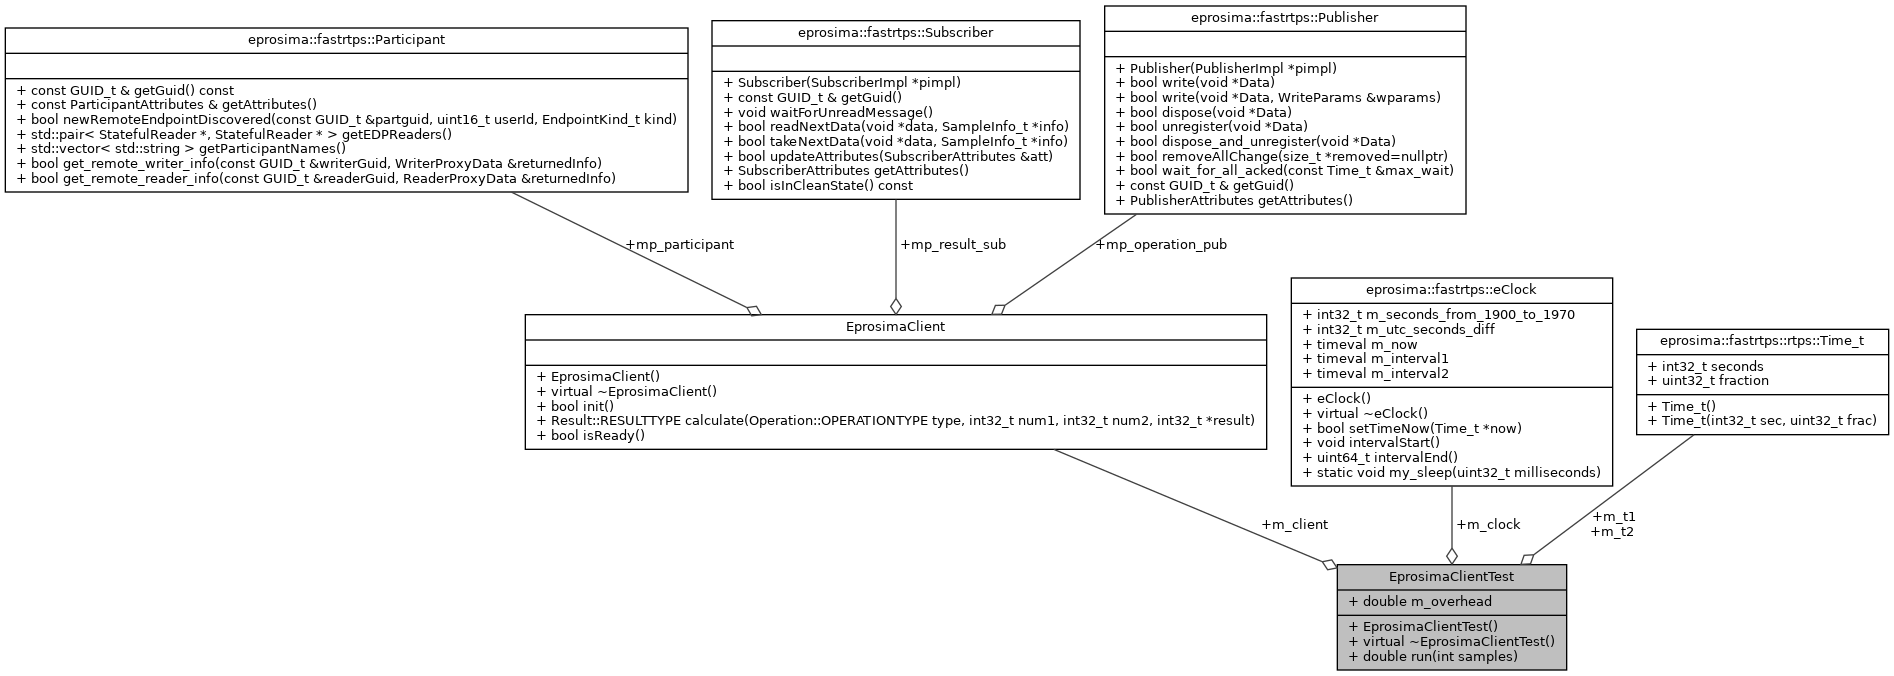 eprosima::fastrtps::Participant
+ const GUID_t & getGuid() const
+ const ParticipantAttributes & getAttributes()
+ bool newRemoteEndpointDiscovered(const GUID_t &partguid, uint16_t userId, EndpointKind_t kind)
+ std::pair< StatefulReader *, StatefulReader * > getEDPReaders()
+ std::vector< std::string > getParticipantNames()
+ bool get_remote_writer_info(const GUID_t &writerGuid, WriterProxyData &returnedInfo)
+ bool get_remote_reader_info(const GUID_t &readerGuid, ReaderProxyData &returnedInfo)
eprosima::fastrtps::Subscriber
+ Subscriber(SubscriberImpl *pimpl)
+ const GUID_t & getGuid()
+ void waitForUnreadMessage()
+ bool readNextData(void *data, SampleInfo_t *info)
+ bool takeNextData(void *data, SampleInfo_t *info)
+ bool updateAttributes(SubscriberAttributes &att)
+ SubscriberAttributes getAttributes()
+ bool isInCleanState() const
eprosima::fastrtps::Publisher
+ Publisher(PublisherImpl *pimpl)
+ bool write(void *Data)
+ bool write(void *Data, WriteParams &wparams)
+ bool dispose(void *Data)
+ bool unregister(void *Data)
+ bool dispose_and_unregister(void *Data)
+ bool removeAllChange(size_t *removed=nullptr)
+ bool wait_for_all_acked(const Time_t &max_wait)
+ const GUID_t & getGuid()
+ PublisherAttributes getAttributes()
+mp_participant
+mp_result_sub
+mp_operation_pub
EprosimaClient
+ EprosimaClient()
+ virtual ~EprosimaClient()
+ bool init()
+ Result::RESULTTYPE calculate(Operation::OPERATIONTYPE type, int32_t num1, int32_t num2, int32_t *result)
+ bool isReady()
eprosima::fastrtps::eClock
+ int32_t m_seconds_from_1900_to_1970
+ int32_t m_utc_seconds_diff
+ timeval m_now
+ timeval m_interval1
+ timeval m_interval2
+ eClock()
+ virtual ~eClock()
+ bool setTimeNow(Time_t *now)
+ void intervalStart()
+ uint64_t intervalEnd()
+ static void my_sleep(uint32_t milliseconds)
eprosima::fastrtps::rtps::Time_t
+ int32_t seconds
+ uint32_t fraction
+ Time_t()
+ Time_t(int32_t sec, uint32_t frac)
+m_client
+m_clock
+m_t1
+m_t2
EprosimaClientTest
+ double m_overhead
+ EprosimaClientTest()
+ virtual ~EprosimaClientTest()
+ double run(int samples)